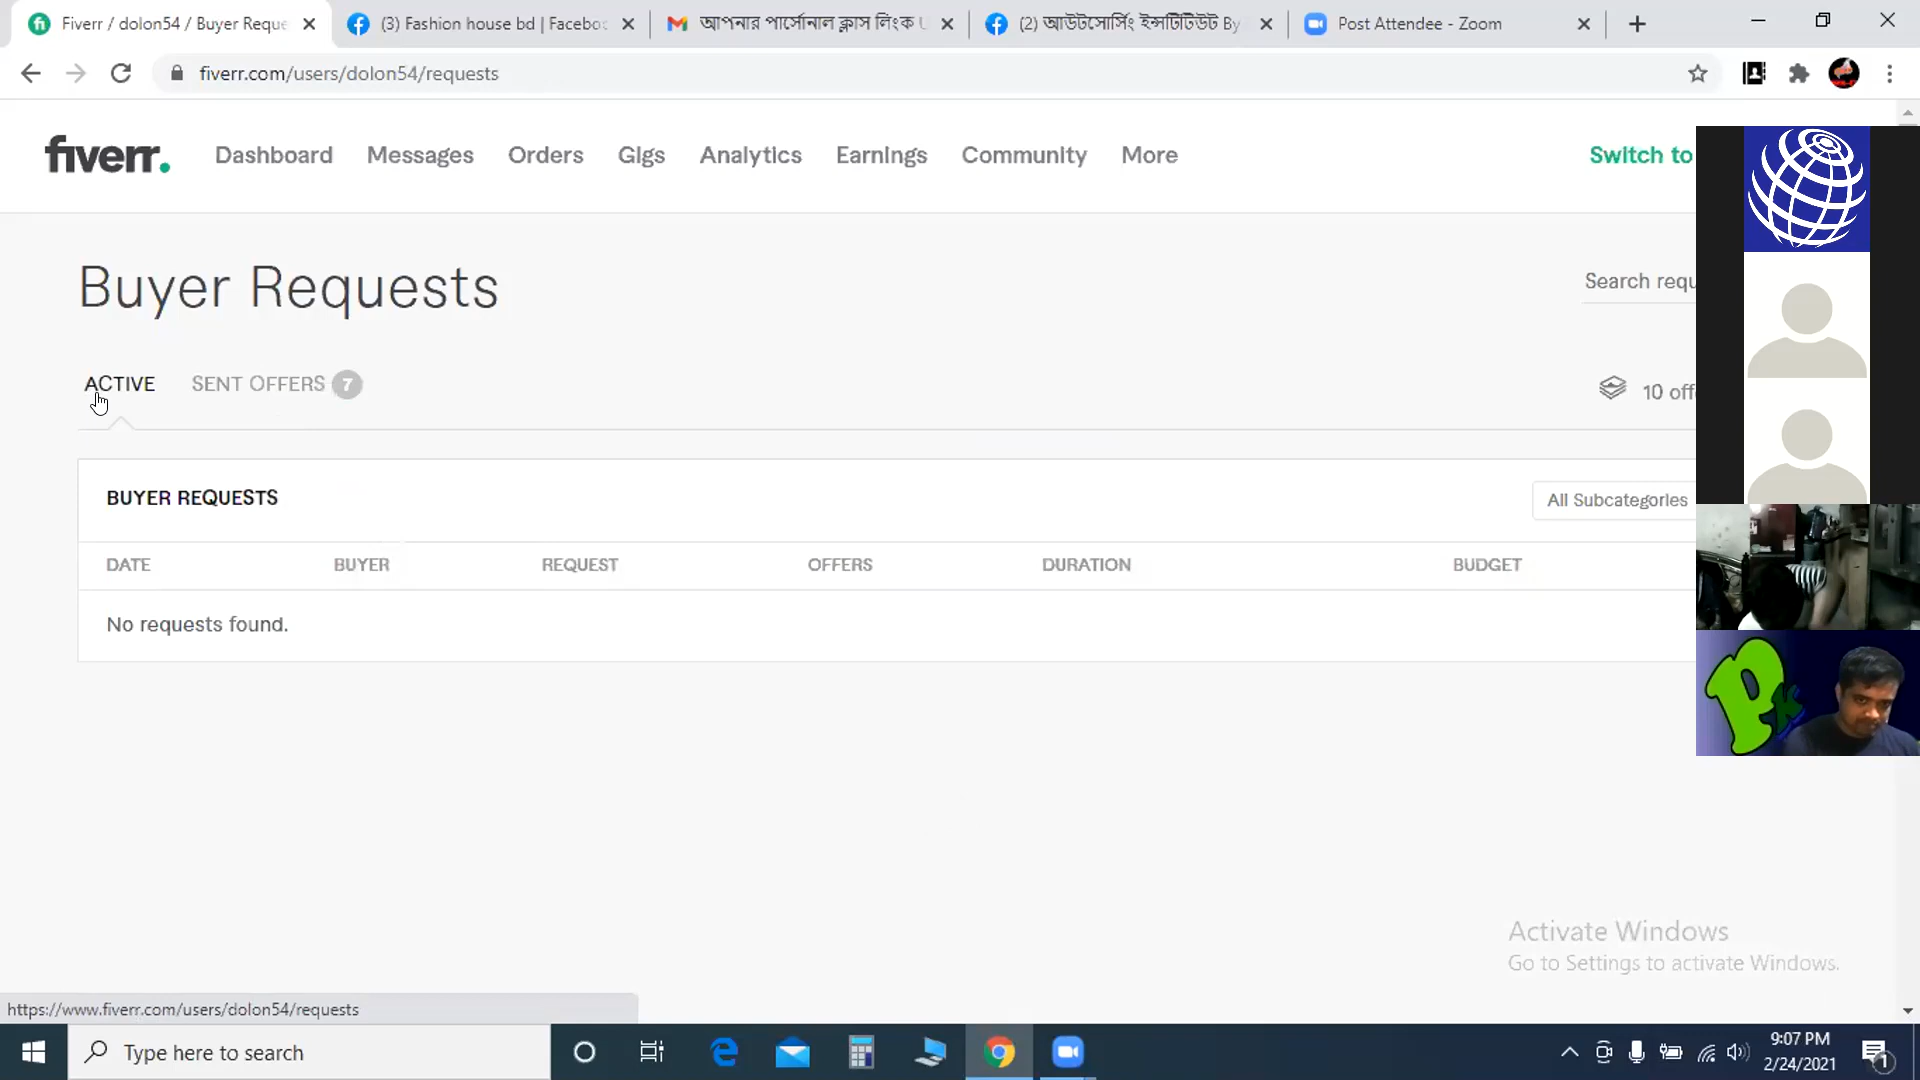 Fiverr / dolon54 / Buyer Reque
(3) Fashion house bd | Faceboo
আপনার পার্সোনাল ক্লাস লিংক
(2) আউটসোর্সিং ইন্সটিটিউট By
Post Attendee - Zoom
fiverr.com/users/dolon54/requests
fiverr.
Dashboard
Messages
Orders
Gigs
Analytics
Earnings
Community
More
Switch to
Buyer Requests
Search requ
ACTIVE
SENT OFFERS 7
10 off
BUYER REQUESTS
All Subcategories
DATE
BUYER
REQUEST
OFFERS
DURATION
BUDGET
No requests found.
Activate Windows
Go to Settings to activate Windows.
https://www.fiverr.com/users/dolon54/requests
Type here to search
9:07 PM
2/24/2021
1